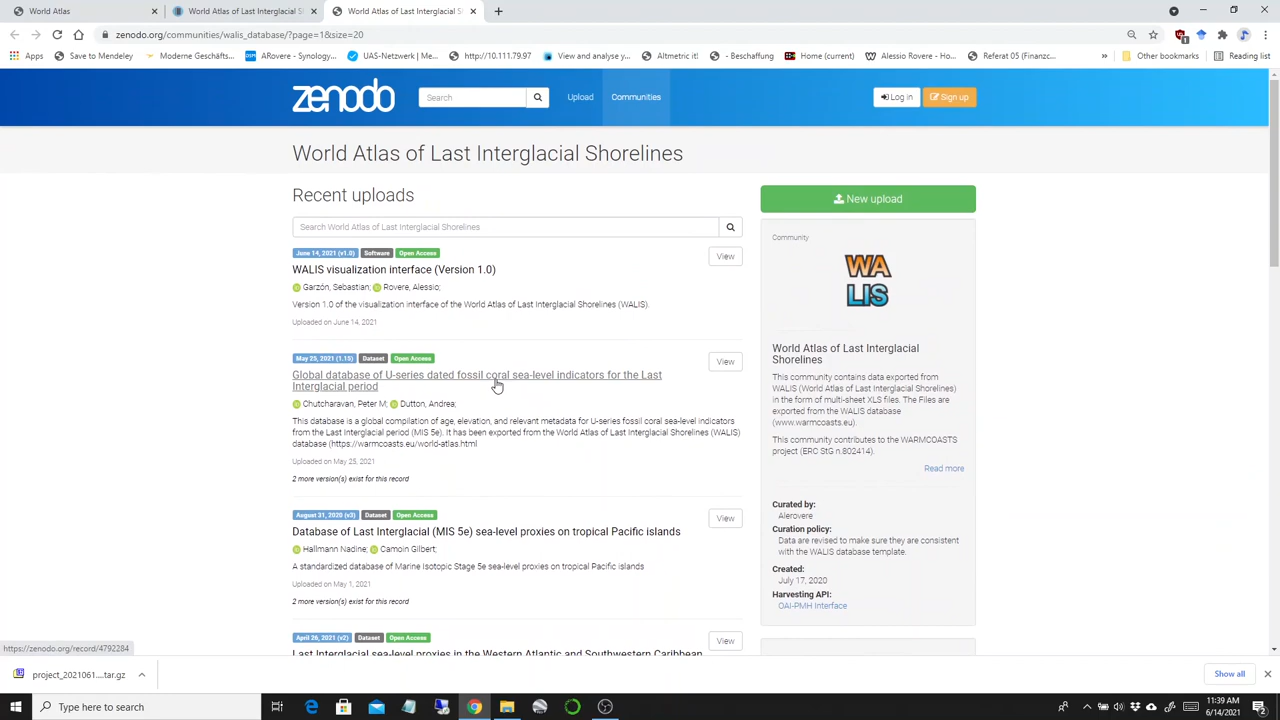 World Atlas
World Atlas of Last Interglacial S
World Atlas of Last Interglacial Sh
zenodo.org/communities/walis_database/?page=1&size=20
Apps
Save to Mendeley
Moderne Geschäfts...
ARovere - Dropbox...
UAS-Netzwerk | Me...
http://10.111.79.97
View and analyse y...
Altmetric it!
- Beschaffung
Home (current)
Alessio Rovere - Ho...
Referat 05 (Finanzc...
»
Other bookmarks
Reading list
zenodo
Search
Upload
Communities
Log in
Sign up
World Atlas of Last Interglacial Shorelines
Recent uploads
Search World Atlas of Last Interglacial Shorelines
June 14, 2021 (v1.0) Software Open Access
View
WALIS visualization interface (Version 1.0)
Garzón, Sebastian; Rovere, Alessio;
Version 1.0 of the visualization interface of the World Atlas of Last Interglacial Shorelines (WALIS).
Uploaded on June 14, 2021
May 25, 2021 (1.15) Dataset Open Access
View
Global database of U-series dated fossil coral sea-level indicators for the Last
Interglacial period
Chutcharavan, Peter M; Dutton, Andrea;
This database is a global compilation of age, elevation, and relevant metadata for U-series fossil coral sea-level indicators
from the Last Interglacial period (MIS 5e). It has been exported from the World Atlas of Last Interglacial Shorelines (WALIS)
database (https://warmcoasts.eu/world-atlas.html
Uploaded on May 25, 2021
2 more version(s) exist for this record
August 31, 2020 (v3) Dataset Open Access
View
Database of Last Interglacial (MIS 5e) sea-level proxies on tropical Pacific islands
Hallmann Nadine; Camoin Gilbert;
A standardized database of Marine Isotopic Stage 5e sea-level proxies on tropical Pacific islands
Uploaded on May 1, 2021
2 more version(s) exist for this record
April 26, 2021 (v2) Dataset Open Access
View
Last Interglacial sea-level proxies in the Western Atlantic and Southwestern Caribbean
New upload
Community
WA
LIS
World Atlas of Last Interglacial
Shorelines
This community contains data exported from
WALIS (World Atlas of Last Interglacial Shorelines)
in the form of multi-sheet XLS files. The Files are
exported from the WALIS database
(www.warmcoasts.eu).
This community contributes to the WARMCOASTS
project (ERC StG n.802414).
Read more
Curated by:
Alerovere
Curation policy:
Data are revised to make sure they are consistent
with the WALIS database template.
Created:
July 17, 2020
Harvesting API:
OAI-PMH Interface
https://zenodo.org/record/4792284
project_2021061....tar.gz
Show all
Type here to search
11:39 AM
6/14/2021